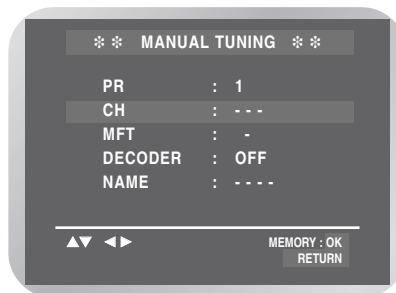 ❇ ❇ MANUAL TUNING ❇ ❇
PR : 1
CH : - - -
MFT : -
DECODER : OFF
NAME : - - - -
▲▼ ◀▶ MEMORY : OK
RETURN